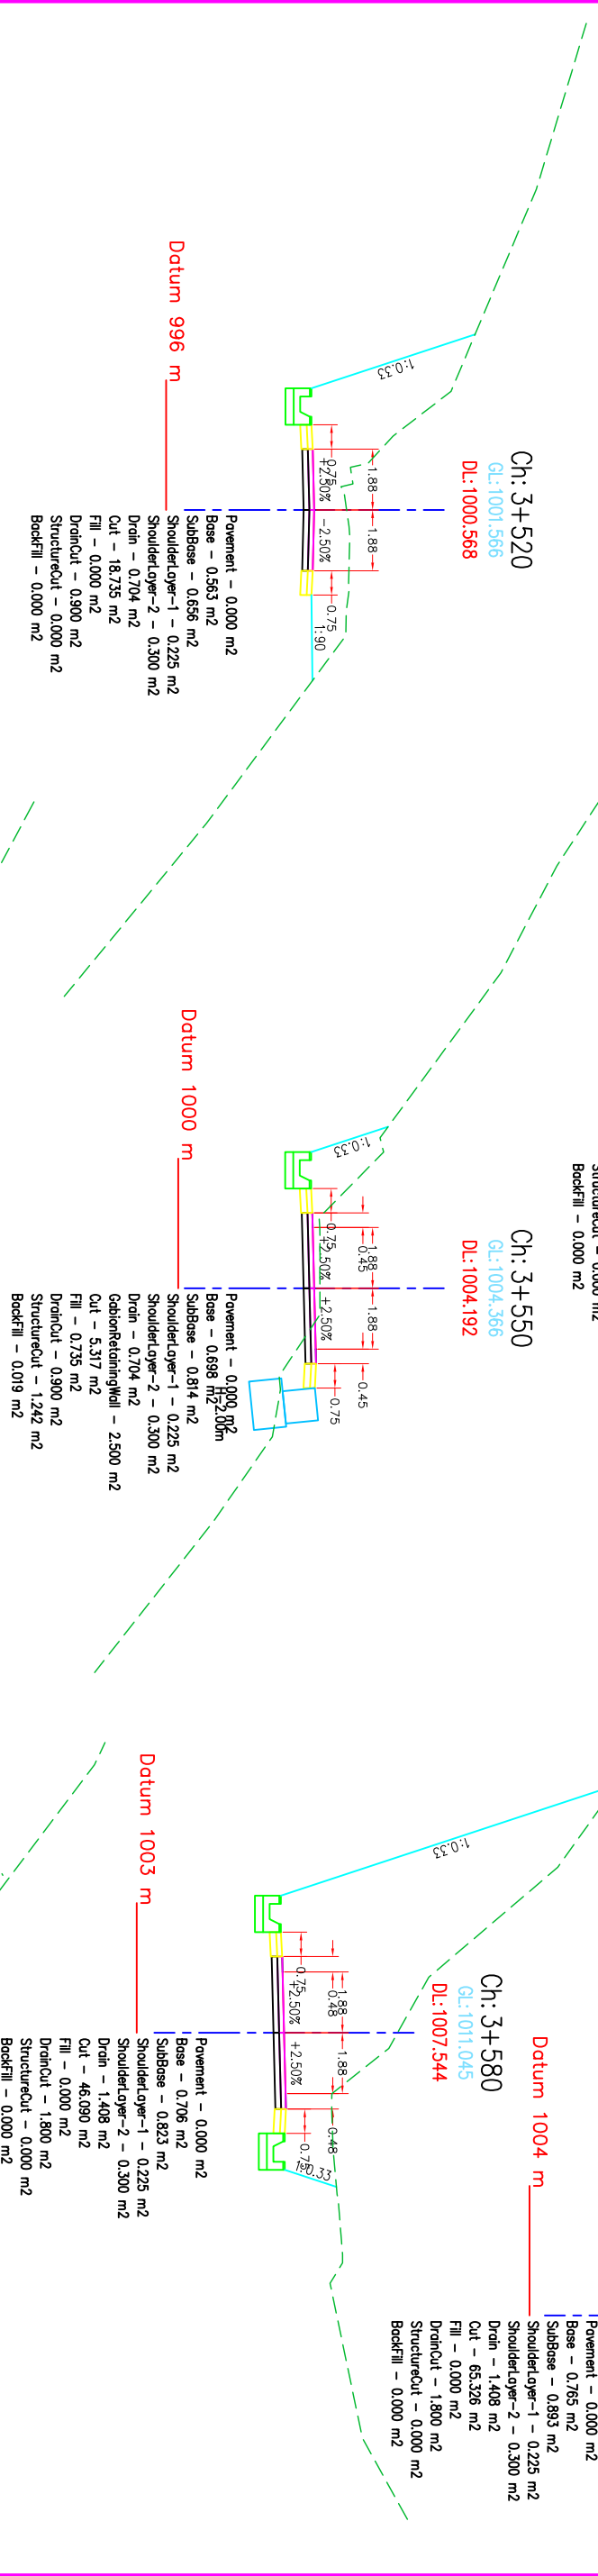 Ch: 3+520
GL:1001.566
DL:1000.568
1:0.33
1.88
1.88
0.75
+2.50%
-2.50%
0.75
1:90
Datum 996 m
Pavement - 0.000 m2
Base - 0.563 m2
SubBase - 0.656 m2
ShoulderLayer-1 - 0.225 m2
ShoulderLayer-2 - 0.300 m2
Drain - 0.704 m2
Cut - 18.735 m2
Fill - 0.000 m2
DrainCut - 0.900 m2
StructureCut - 0.000 m2
BackFill - 0.000 m2
BackFill - 0.000 m2
Ch: 3+550
GL:1004.366
DL:1004.192
1:0.33
1.88
1.88
0.45
0.45
0.75
+2.50%
+2.50%
0.75
Datum 1000 m
H=2.00m
Pavement - 0.000 m2
Base - 0.698 m2
SubBase - 0.814 m2
ShoulderLayer-1 - 0.225 m2
ShoulderLayer-2 - 0.300 m2
Drain - 0.704 m2
GabionRetainingWall - 2.500 m2
Cut - 5.317 m2
Fill - 0.735 m2
DrainCut - 0.900 m2
StructureCut - 1.242 m2
BackFill - 0.019 m2
Ch: 3+580
GL:1011.045
DL:1007.544
1:0.33
1.88
1.88
0.48
0.48
0.75
+2.50%
+2.50%
0.75
1:0.33
Datum 1003 m
Pavement - 0.000 m2
Base - 0.706 m2
SubBase - 0.823 m2
ShoulderLayer-1 - 0.225 m2
ShoulderLayer-2 - 0.300 m2
Drain - 1.408 m2
Cut - 46.090 m2
Fill - 0.000 m2
DrainCut - 1.800 m2
StructureCut - 0.000 m2
BackFill - 0.000 m2
Datum 1004 m
Pavement - 0.000 m2
Base - 0.765 m2
SubBase - 0.893 m2
ShoulderLayer-1 - 0.225 m2
ShoulderLayer-2 - 0.300 m2
Drain - 1.408 m2
Cut - 65.326 m2
Fill - 0.000 m2
DrainCut - 1.800 m2
StructureCut - 0.000 m2
BackFill - 0.000 m2